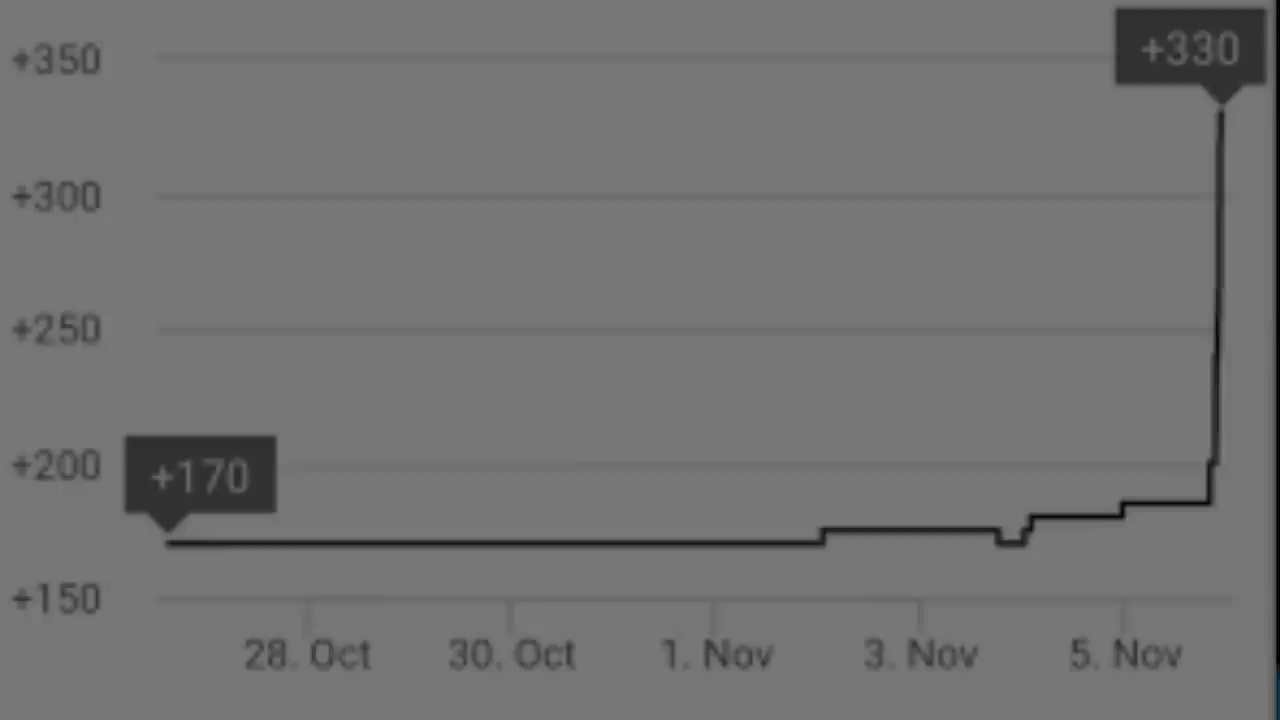 +350
+330
+300
+250
+200
+170
+150
28. Oct
30. Oct
1. Nov
3. Nov
5. Nov